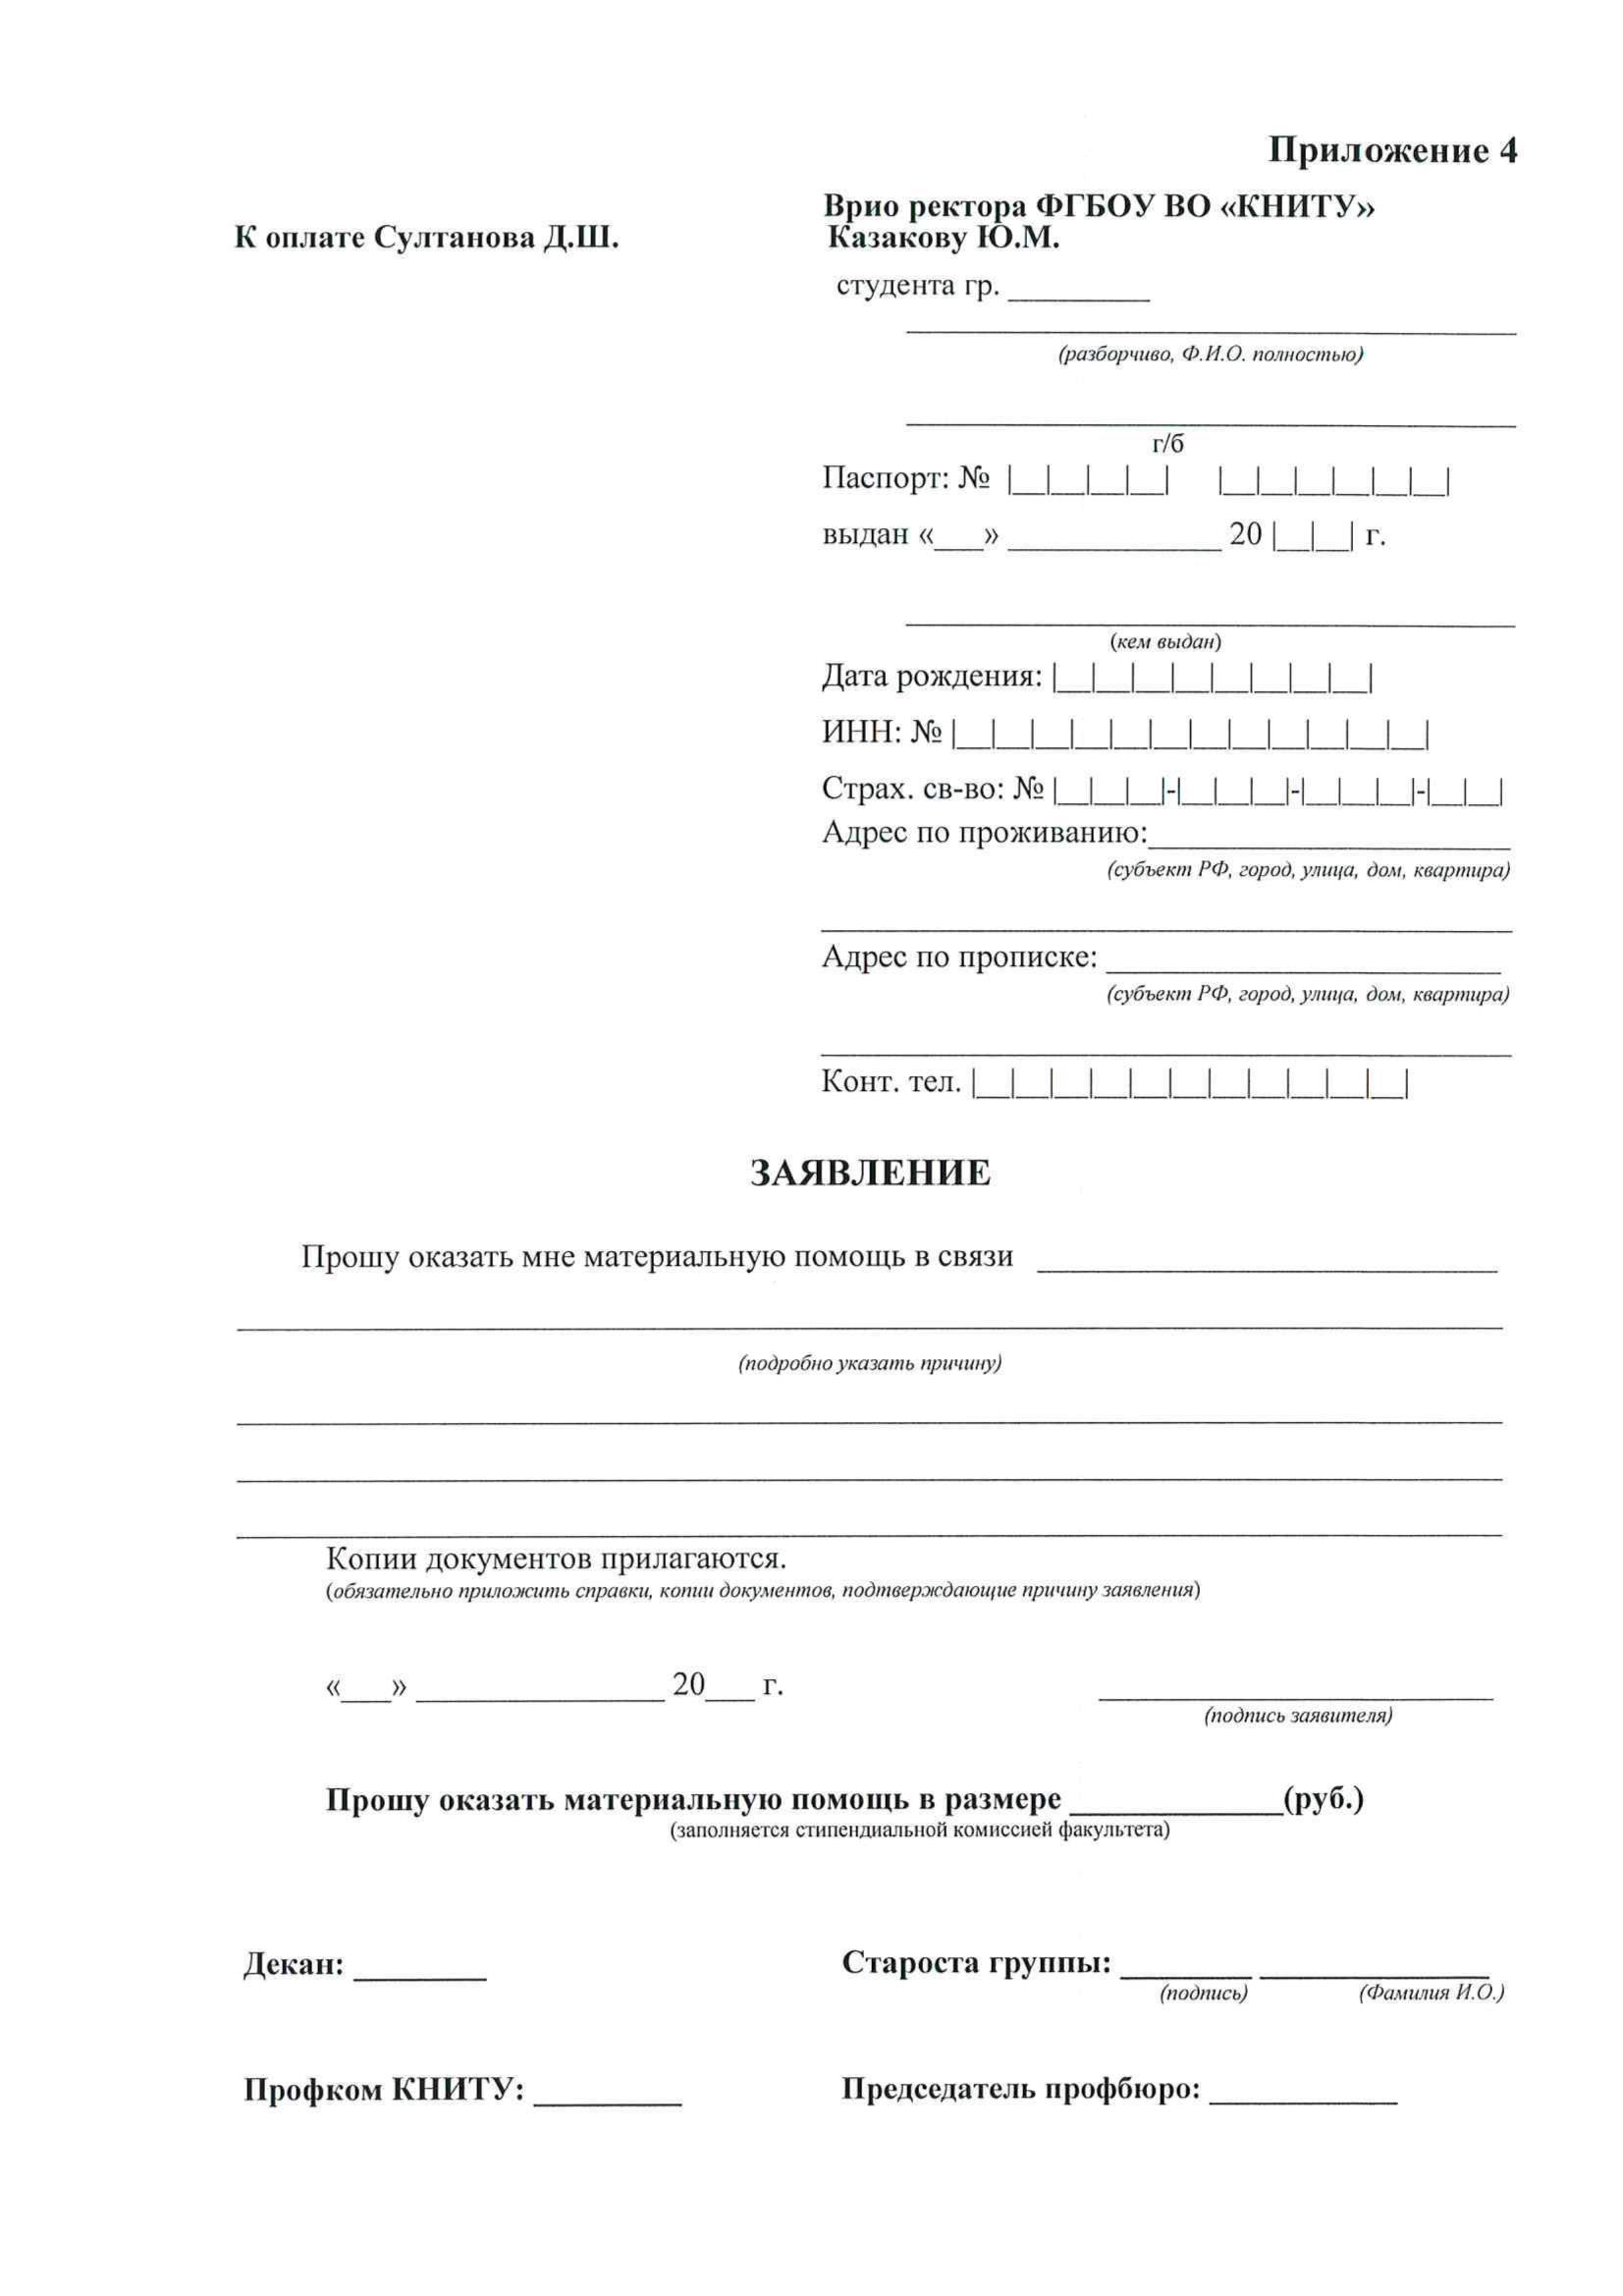 Приложение 4
Врио ректора ФГБОУ ВО «КНИТУ»
К оплате Султанова Д.Ш. Казакову Ю.М.
студента гр. _________
(разборчиво, Ф.И.О. полностью)
г/б
Паспорт: № |__|__|__|__| |__|__|__|__|__|__|
выдан «___» _____________ 20 |__|__| г.
(кем выдан)
Дата рождения: |__|__|__|__|__|__|__|__|
ИНН: № |__|__|__|__|__|__|__|__|__|__|__|__|
Страх. св-во: № |__|__|__|-|__|__|__|-|__|__|__|-|__|__|
Адрес по проживанию:______________________
(субъект РФ, город, улица, дом, квартира)
Адрес по прописке: ________________________
(субъект РФ, город, улица, дом, квартира)
Конт. тел. |__|__|__|__|__|__|__|__|__|__|__|
ЗАЯВЛЕНИЕ
Прошу оказать мне материальную помощь в связи ____________________________
(подробно указать причину)
Копии документов прилагаются.
(обязательно приложить справки, копии документов, подтверждающие причину заявления)
«___» _______________ 20___ г.
(подпись заявителя)
Прошу оказать материальную помощь в размере _____________(руб.)
(заполняется стипендиальной комиссией факультета)
Декан: ________ Староста группы: ________ ______________
(подпись) (Фамилия И.О.)
Профком КНИТУ: _________ Председатель профбюро: ___________